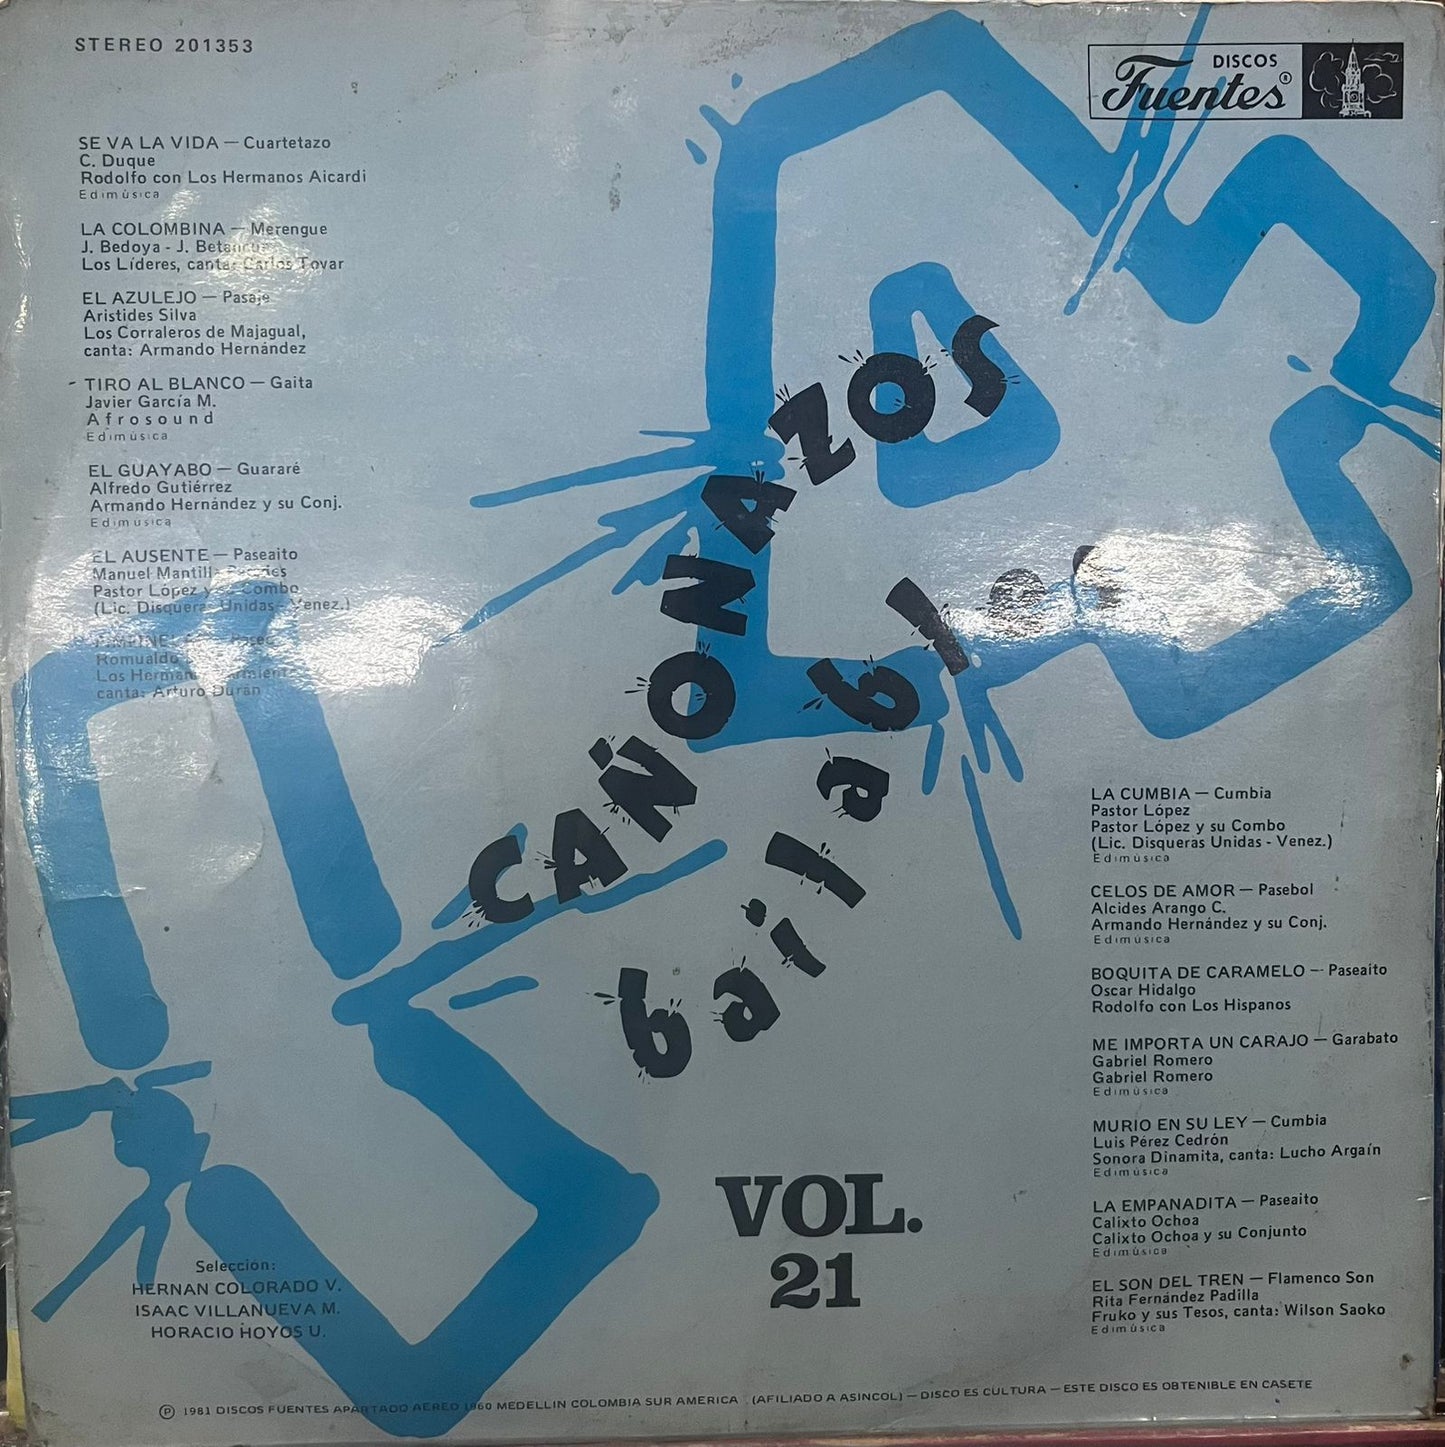 STEREO 201353
DISCOS
Fuentes®
SE VA LA VIDA — Cuartetazo
C. Duque
Rodolfo con Los Hermanos Aicardi
Edimúsica
LA COLOMBINA — Merengue
J. Bedoya - J.
Los Líderes, canta: Carlos Tovar
EL AZULEJO — Pasaje
Aristides Silva
Los Corraleros de Majagual,
canta: Armando Hernández
- TIRO AL BLANCO — Gaita
Javier García M.
Afrosound
Edimúsica
EL GUAYABO — Guararé
Alfredo Gutiérrez
Armando Hernández y su Conj.
Edimúsica
EL AUSENTE — Paseaito
Manuel
Pastor López y su Combo
(Lic. Disqueras Unidas - Venez.)
Romualdo
Los
canta: Arturo Durán
CAÑONAZOS
bailables
VOL.
21
LA CUMBIA — Cumbia
Pastor López
Pastor López y su Combo
(Lic. Disqueras Unidas - Venez.)
Edimúsica
CELOS DE AMOR — Pasebol
Alcides Arango C.
Armando Hernández y su Conj.
Edimúsica
BOQUITA DE CARAMELO — Paseaito
Oscar Hidalgo
Rodolfo con Los Hispanos
ME IMPORTA UN CARAJO — Garabato
Gabriel Romero
Gabriel Romero
Edimúsica
MURIO EN SU LEY — Cumbia
Luis Pérez Cedrón
Sonora Dinamita, canta: Lucho Argaín
Edimúsica
LA EMPANADITA — Paseaito
Calixto Ochoa
Calixto Ochoa y su Conjunto
Edimúsica
EL SON DEL TREN — Flamenco Son
Rita Fernández Padilla
Fruko y sus Tesos, canta: Wilson Saoko
Edimúsica
Selección:
HERNAN COLORADO V.
ISAAC VILLANUEVA M.
HORACIO HOYOS U.
℗ 1981 DISCOS FUENTES APARTADO AEREO 1960 MEDELLIN COLOMBIA SUR AMERICA (AFILIADO A ASINCOL) — DISCO ES CULTURA — ESTE DISCO ES OBTENIBLE EN CASETE